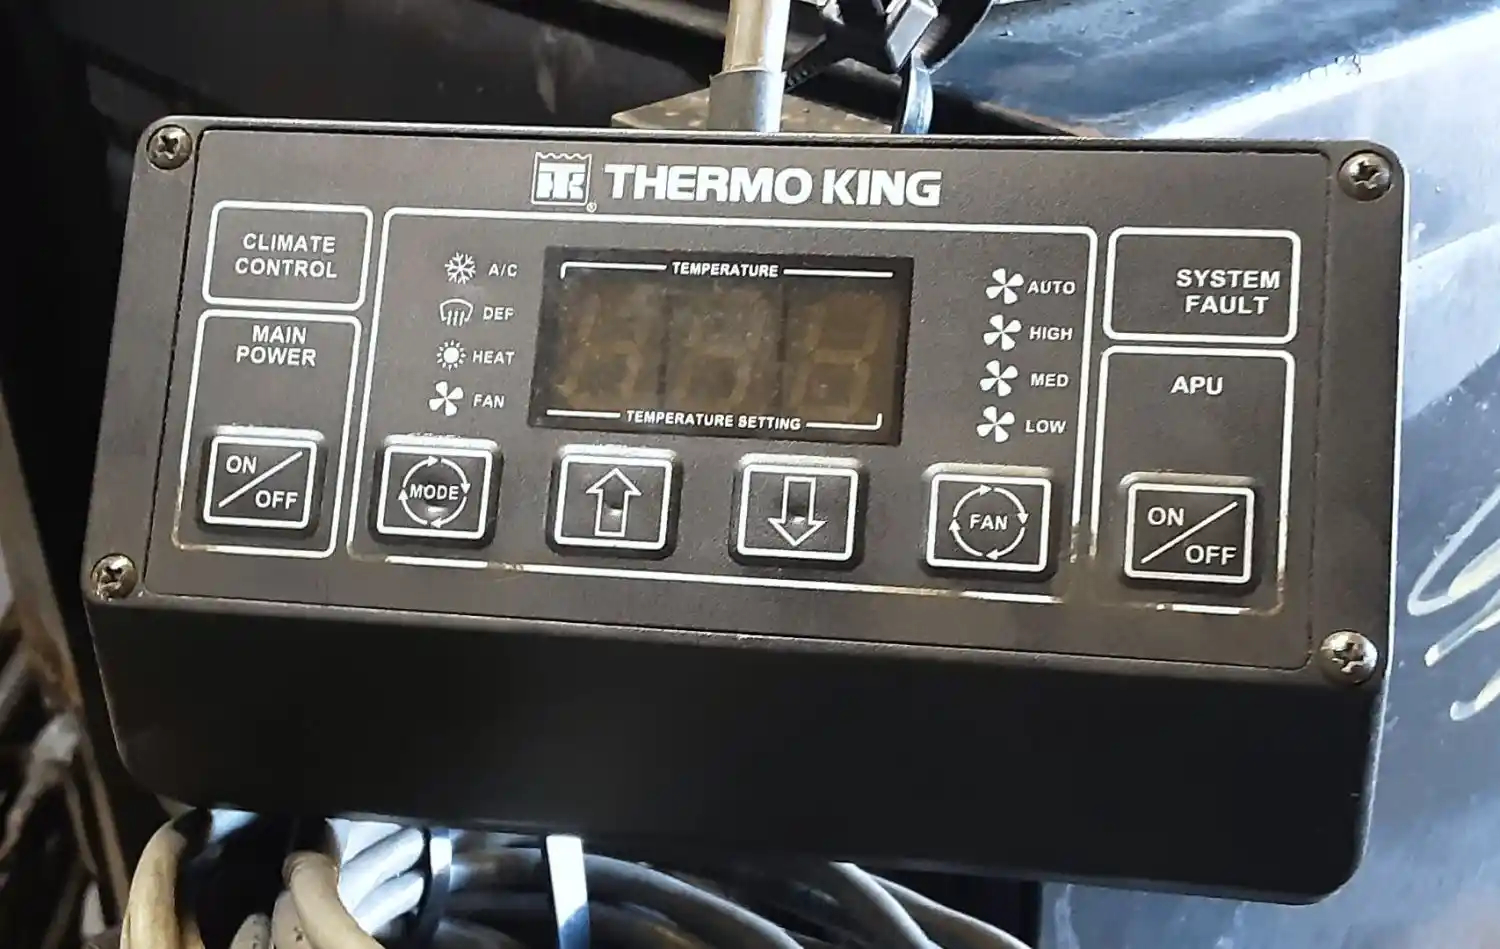 THERMO KING
CLIMATE
CONTROL
MAIN
POWER
ON
OFF
A/C
DEF
HEAT
FAN
TEMPERATURE
TEMPERATURE SETTING
AUTO
HIGH
MED
LOW
MODE
FAN
SYSTEM
FAULT
APU
ON
OFF